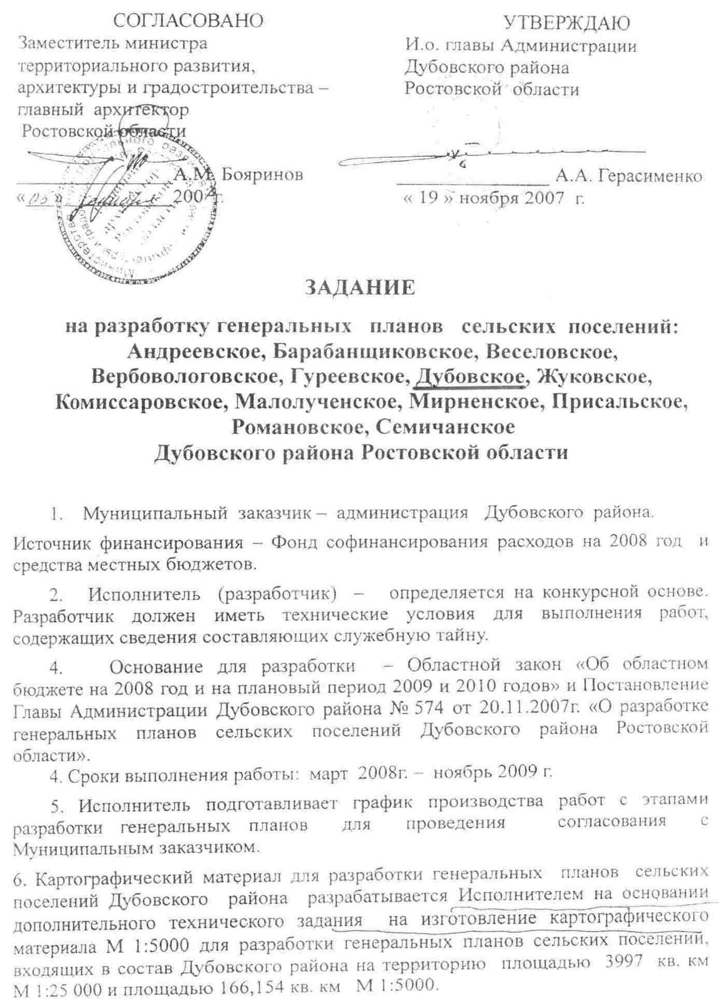 СОГЛАСОВАНО
Заместитель министра
территориального развития,
архитектуры и градостроительства –
главный архитектор
Ростовской области
А.М. Бояринов
« 05 » 200 г.
УТВЕРЖДАЮ
И.о. главы Администрации
Дубовского района
Ростовской области
А.А. Герасименко
« 19 » ноября 2007 г.
ЗАДАНИЕ
на разработку генеральных планов сельских поселений:
Андреевское, Барабанщиковское, Веселовское,
Вербовологовское, Гуреевское, Дубовское, Жуковское,
Комиссаровское, Малолученское, Мирненское, Присальское,
Романовское, Семичанское
Дубовского района Ростовской области
1. Муниципальный заказчик – администрация Дубовского района.
Источник финансирования – Фонд софинансирования расходов на 2008 год и
средства местных бюджетов.
2. Исполнитель (разработчик) – определяется на конкурсной основе.
Разработчик должен иметь технические условия для выполнения работ,
содержащих сведения составляющих служебную тайну.
4. Основание для разработки – Областной закон «Об областном
бюджете на 2008 год и на плановый период 2009 и 2010 годов» и Постановление
Главы Администрации Дубовского района № 574 от 20.11.2007г. «О разработке
генеральных планов сельских поселений Дубовского района Ростовской
области».
4. Сроки выполнения работы: март 2008г. – ноябрь 2009 г.
5. Исполнитель подготавливает график производства работ с этапами
разработки генеральных планов для проведения согласования с
Муниципальным заказчиком.
6. Картографический материал для разработки генеральных планов сельских
поселений Дубовского района разрабатывается Исполнителем на основании
дополнительного технического задания на изготовление картографического
материала М 1:5000 для разработки генеральных планов сельских поселений,
входящих в состав Дубовского района на территорию площадью 3997 кв. км
М 1:25 000 и площадью 166,154 кв. км М 1:5000.